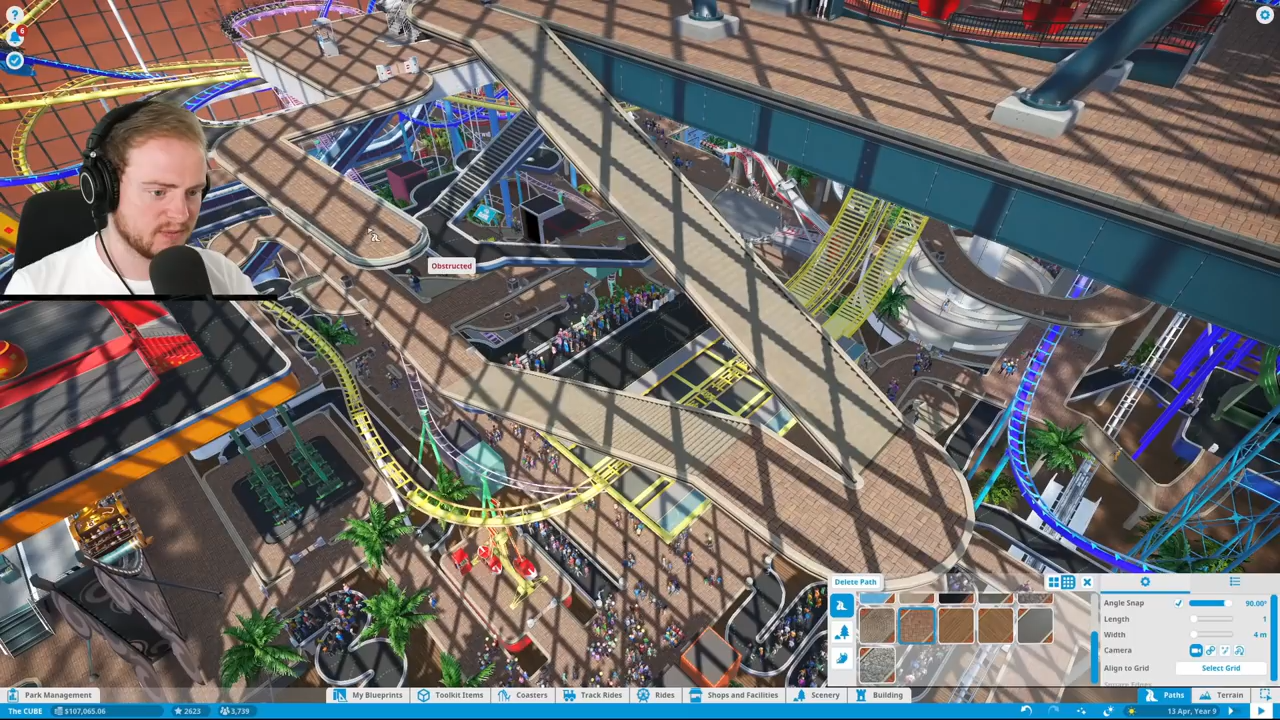 ?
6
Obstructed
Delete Path
Angle Snap 90.00°
Length 1
Width 4 m
Camera
Align to Grid Select Grid
Park Management
My Blueprints
Toolkit Items
Coasters
Track Rides
Rides
Shops and Facilities
Scenery
Building
Paths
Terrain
The CUBE
$107,065.06
2623
3,739
13 Apr, Year 9